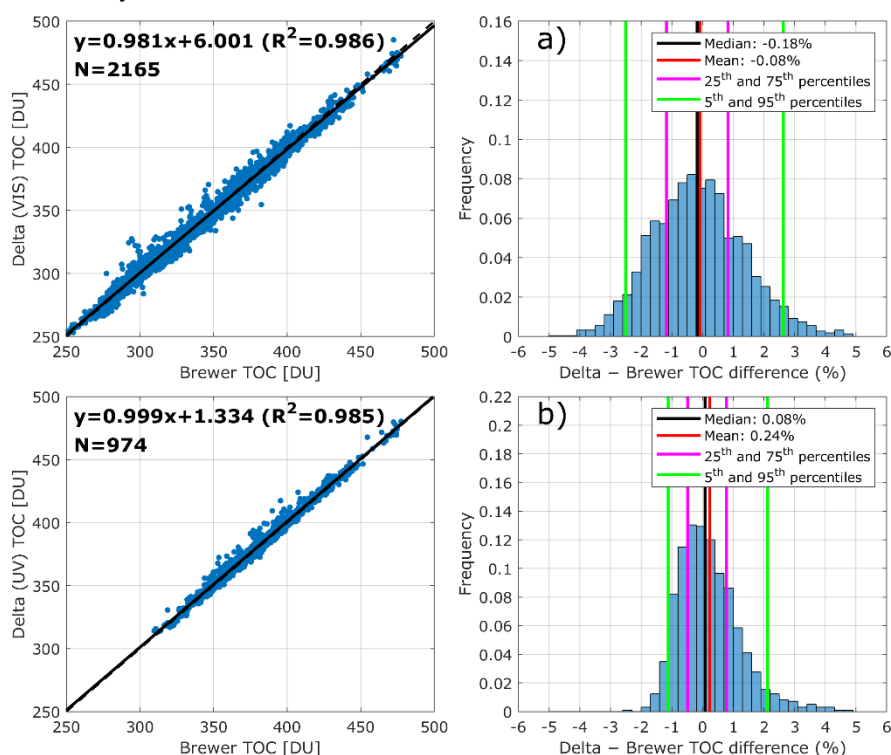 y=0.981x+6.001 (R²=0.986)
N=2165
500
450
400
350
300
250
Delta (VIS) TOC [DU]
250 300 350 400 450 500
Brewer TOC [DU]
a)
Median: -0.18%
Mean: -0.08%
25th and 75th percentiles
5th and 95th percentiles
0.16
0.14
0.12
0.1
0.08
0.06
0.04
0.02
0
Frequency
-6 -5 -4 -3 -2 -1 0 1 2 3 4 5 6
Delta − Brewer TOC difference (%)
y=0.999x+1.334 (R²=0.985)
N=974
500
450
400
350
300
250
Delta (UV) TOC [DU]
250 300 350 400 450 500
Brewer TOC [DU]
b)
Median: 0.08%
Mean: 0.24%
25th and 75th percentiles
5th and 95th percentiles
0.22
0.2
0.18
0.16
0.14
0.12
0.1
0.08
0.06
0.04
0.02
0
Frequency
-6 -5 -4 -3 -2 -1 0 1 2 3 4 5 6
Delta − Brewer TOC difference (%)